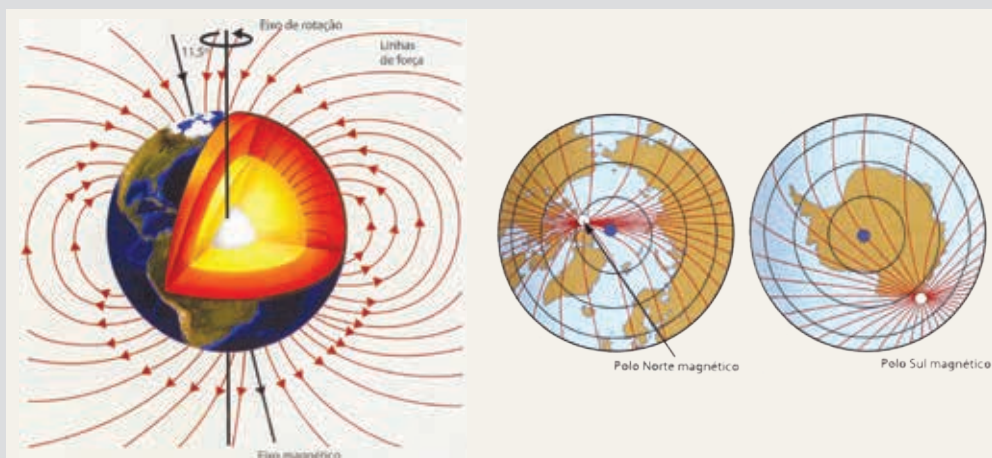 Eixo de rotação
11,5°
Linhas
de força
Eixo magnético
Polo Norte magnético
Polo Sul magnético